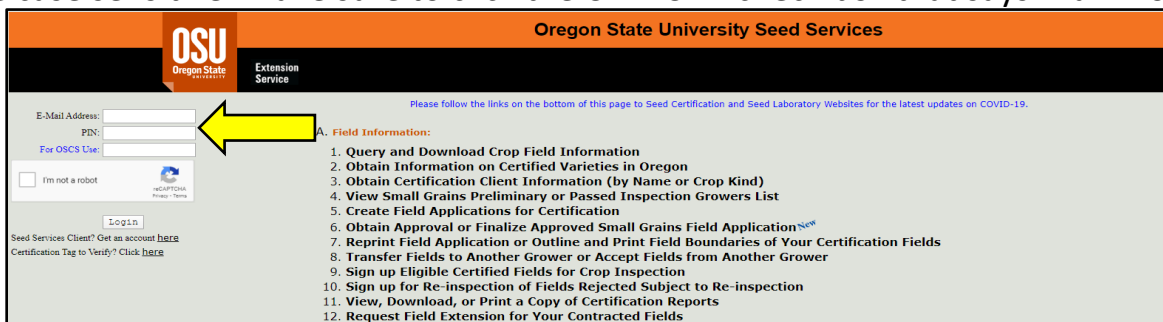 Oregon State University Seed Services
OSU
Oregon State
UNIVERSITY
Extension
Service
Please follow the links on the bottom of this page to Seed Certification and Seed Laboratory Websites for the latest updates on COVID-19.
E-Mail Address:
PIN:
For OSCS Use:
I'm not a robot
reCAPTCHA
Privacy - Terms
Login
Seed Services Client? Get an account here
Certification Tag to Verify? Click here
A. Field Information:
1. Query and Download Crop Field Information
2. Obtain Information on Certified Varieties in Oregon
3. Obtain Certification Client Information (by Name or Crop Kind)
4. View Small Grains Preliminary or Passed Inspection Growers List
5. Create Field Applications for Certification
6. Obtain Approval or Finalize Approved Small Grains Field Application New
7. Reprint Field Application or Outline and Print Field Boundaries of Your Certification Fields
8. Transfer Fields to Another Grower or Accept Fields from Another Grower
9. Sign up Eligible Certified Fields for Crop Inspection
10. Sign up for Re-inspection of Fields Rejected Subject to Re-inspection
11. View, Download, or Print a Copy of Certification Reports
12. Request Field Extension for Your Contracted Fields